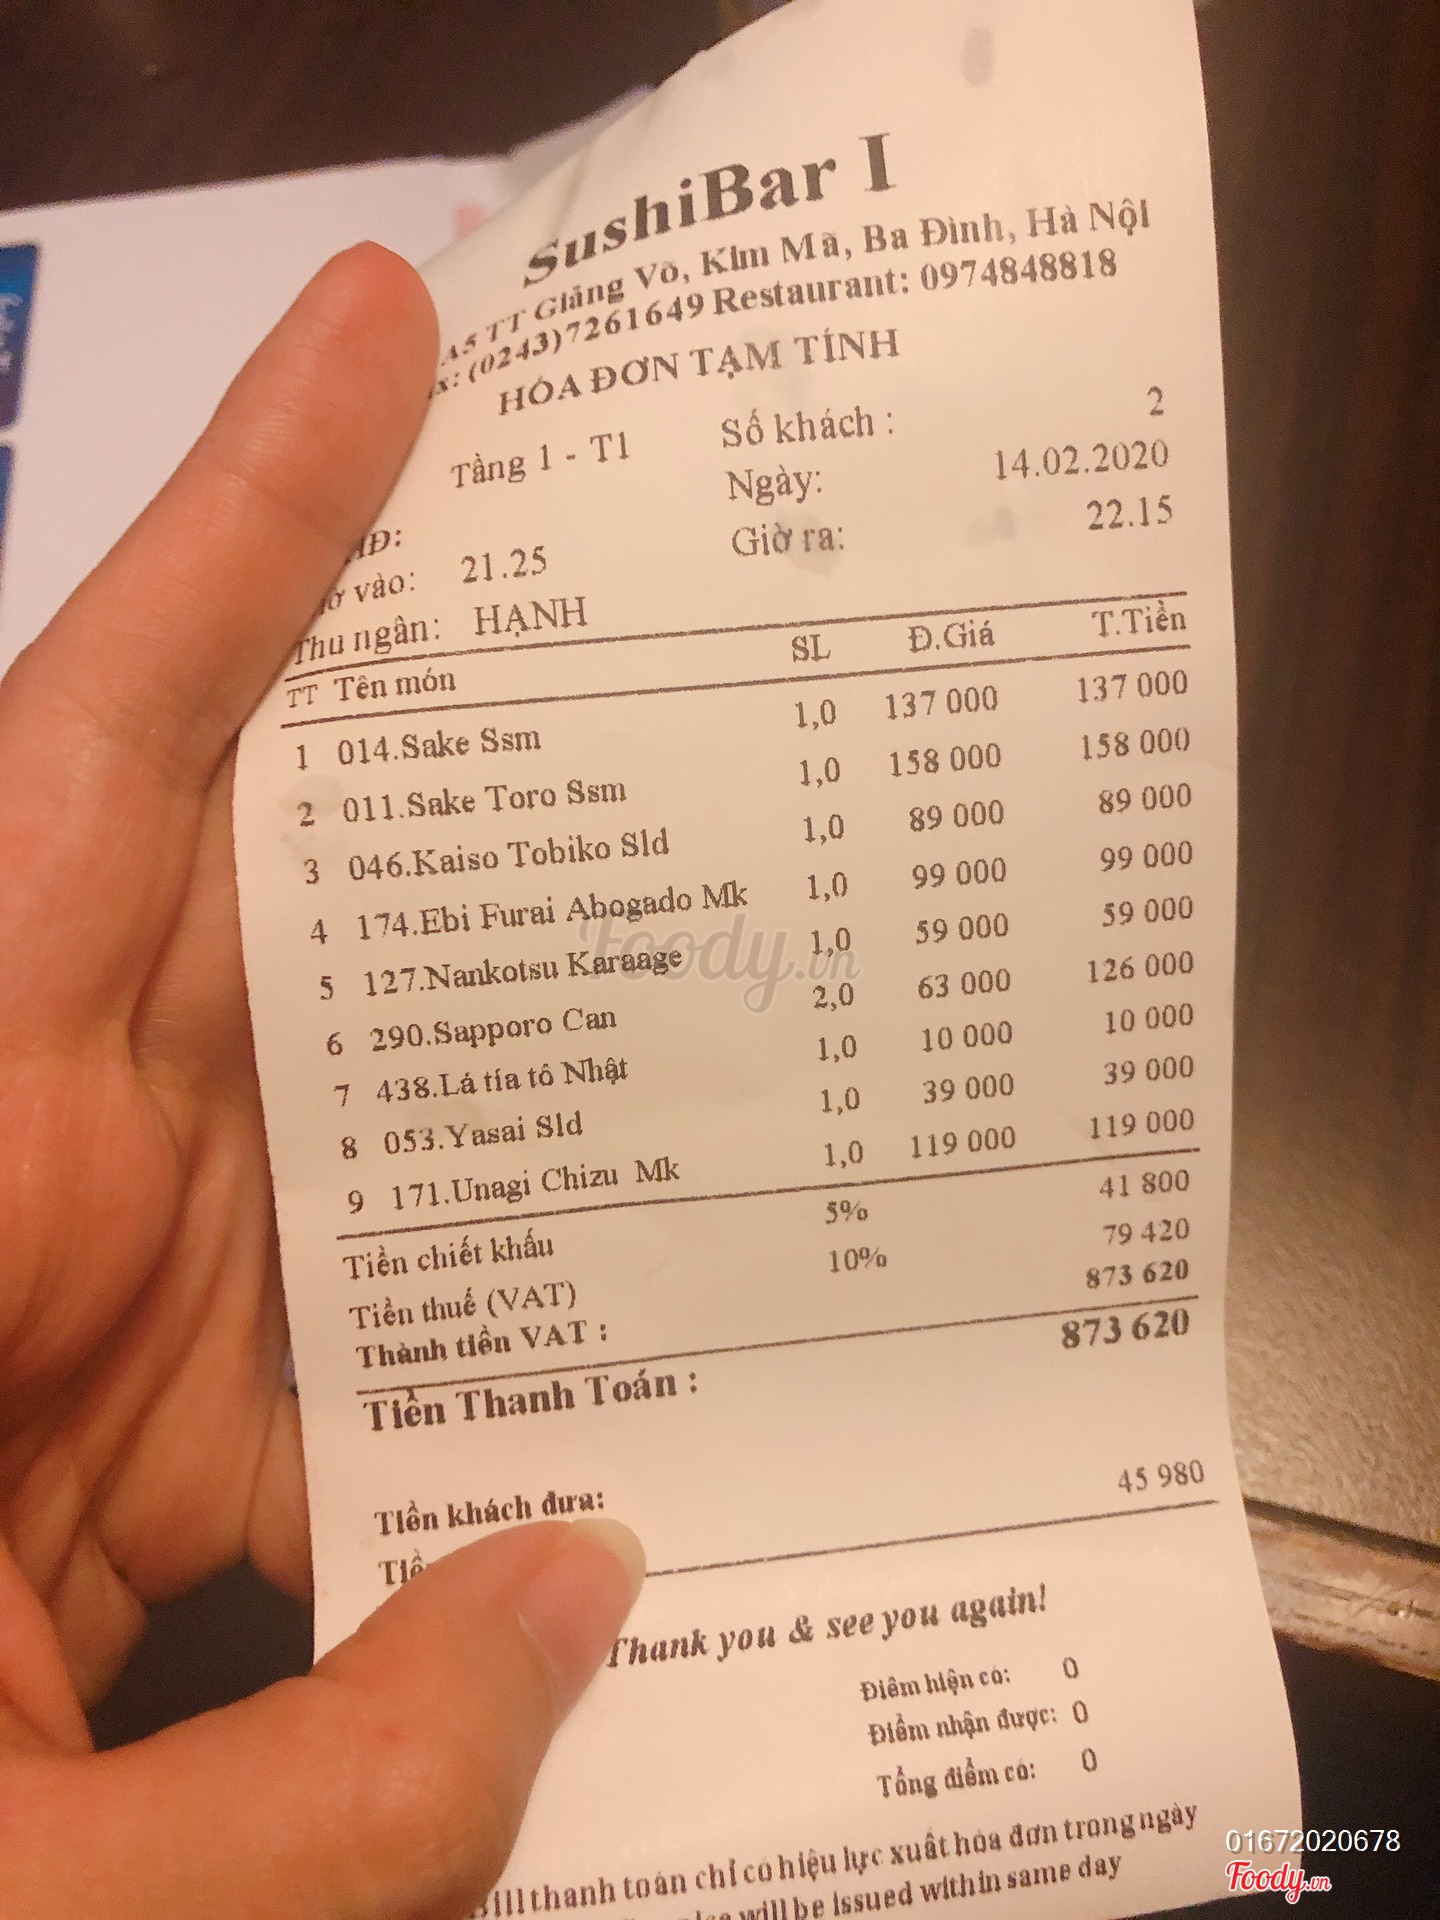 SushiBar I
A5 TT Giảng Võ, Kim Mã, Ba Đình, Hà Nội
(0243)7261649 Restaurant: 0974848818
HÓA ĐƠN TẠM TÍNH
Tầng 1 - T1 Số khách : 2
Ngày: 14.02.2020
HĐ:
vào: 21.25 Giờ ra: 22.15
Thu ngân: HẠNH
TT Tên món SL Đ.Giá T.Tiền
1 014.Sake Ssm 1,0 137 000 137 000
2 011.Sake Toro Ssm 1,0 158 000 158 000
3 046.Kaiso Tobiko Sld 1,0 89 000 89 000
4 174.Ebi Furai Abogado Mk 1,0 99 000 99 000
5 127.Nankotsu Karaage 1,0 59 000 59 000
6 290.Sapporo Can 2,0 63 000 126 000
7 438.Lá tía tô Nhật 1,0 10 000 10 000
8 053.Yasai Sld 1,0 39 000 39 000
9 171.Unagi Chizu Mk 1,0 119 000 119 000
Tiền chiết khấu 5% 41 800
Tiền thuế (VAT) 10% 79 420
Thành tiền VAT : 873 620
Tiền Thanh Toán : 873 620
Tiền khách đưa:
45 980
Thank you & see you again!
Điểm hiện có: 0
Điểm nhận được: 0
Tổng điểm có: 0
Bill thanh toán chỉ có hiệu lực xuất hóa đơn trong ngày
will be issued within same day
Foody.vn
01672020678
Foody.vn